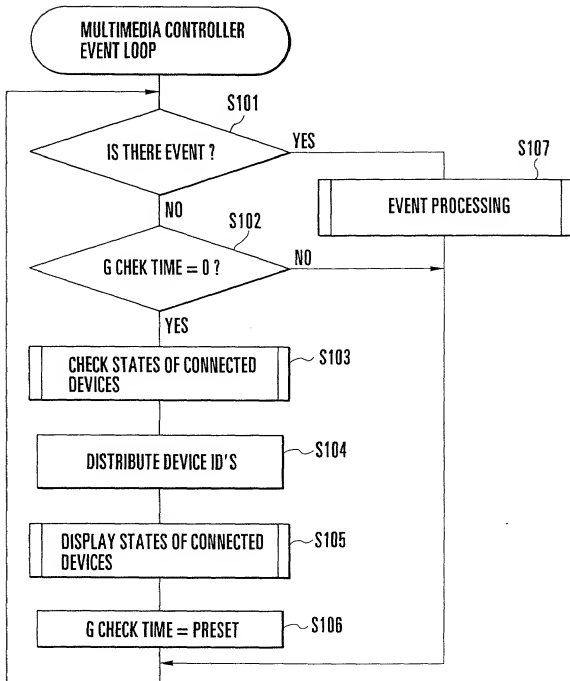 MULTIMEDIA CONTROLLER
EVENT LOOP
S101
IS THERE EVENT ?
YES
S107
EVENT PROCESSING
NO
S102
G CHEK TIME = 0 ?
NO
YES
CHECK STATES OF CONNECTED
DEVICES
S103
DISTRIBUTE DEVICE ID'S
S104
DISPLAY STATES OF CONNECTED
DEVICES
S105
G CHECK TIME = PRESET
S106